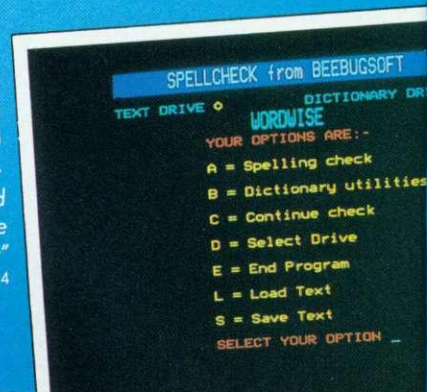 SPELLCHECK from BEEBUGSOFT
TEXT DRIVE 0 DICTIONARY DR
WORDWISE
YOUR OPTIONS ARE:-
A = Spelling check
B = Dictionary utilities
C = Continue check
D = Select Drive
E = End Program
L = Load Text
S = Save Text
SELECT YOUR OPTION _
e
"
4